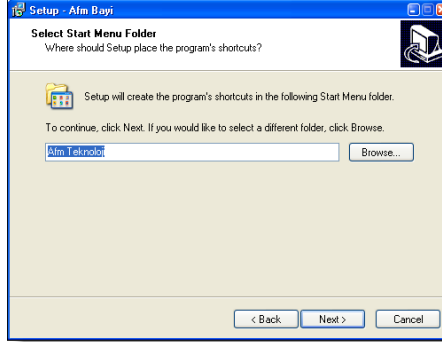 Setup - Afm Bayi
Select Start Menu Folder
Where should Setup place the program's shortcuts?
Setup will create the program's shortcuts in the following Start Menu folder.
To continue, click Next. If you would like to select a different folder, click Browse.
Afm Teknoloji
Browse...
< Back
Next >
Cancel